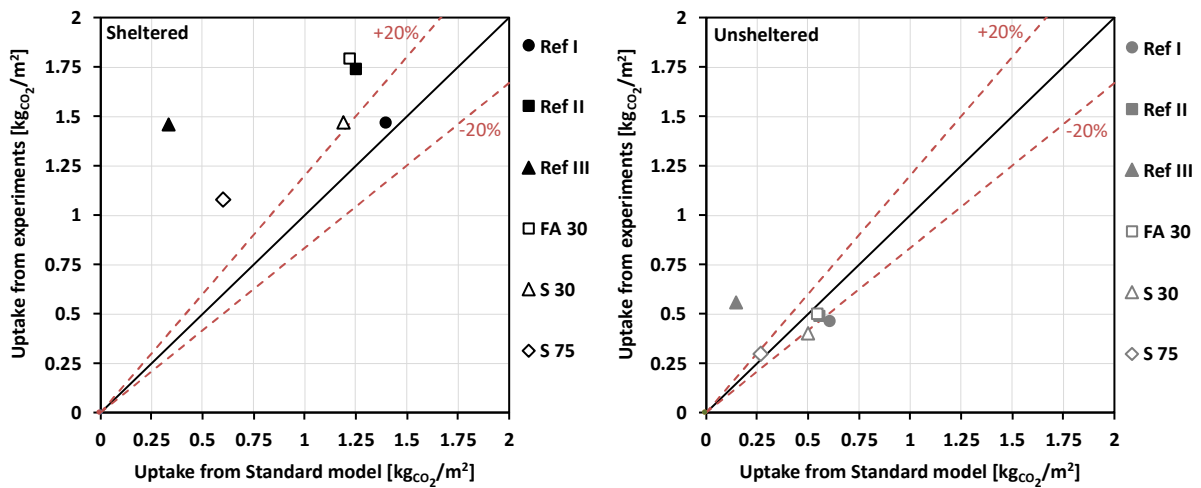 Sheltered
+20%
-20%
2
1.75
1.5
1.25
1
0.75
0.5
0.25
0
0 0.25 0.5 0.75 1 1.25 1.5 1.75 2
Uptake from experiments [kgCO2/m²]
Uptake from Standard model [kgCO2/m²]
Ref I
Ref II
Ref III
FA 30
S 30
S 75
Unsheltered
+20%
-20%
2
1.75
1.5
1.25
1
0.75
0.5
0.25
0
0 0.25 0.5 0.75 1 1.25 1.5 1.75 2
Uptake from experiments [kgCO2/m²]
Uptake from Standard model [kgCO2/m²]
Ref I
Ref II
Ref III
FA 30
S 30
S 75